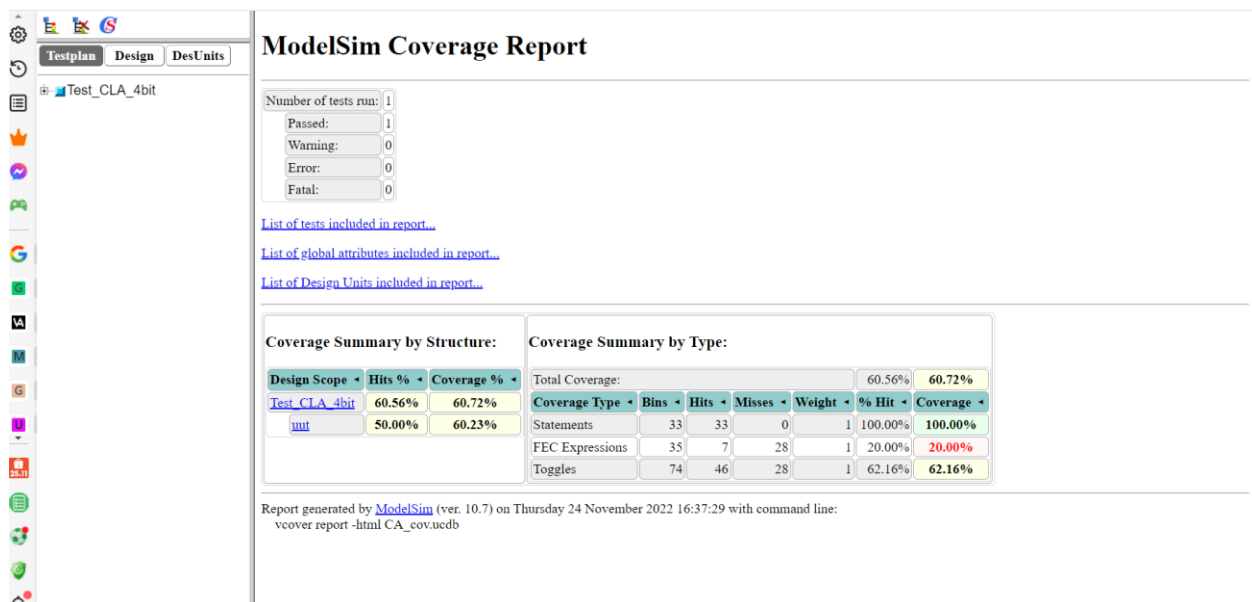 Testplan Design DesUnits
Test_CLA_4bit
ModelSim Coverage Report
Number of tests run: 1
Passed: 1
Warning: 0
Error: 0
Fatal: 0
List of tests included in report...
List of global attributes included in report...
List of Design Units included in report...
Coverage Summary by Structure:
Design Scope Hits % Coverage %
Test_CLA_4bit 60.56% 60.72%
uut 50.00% 60.23%
Coverage Summary by Type:
Total Coverage: 60.56% 60.72%
Coverage Type Bins Hits Misses Weight % Hit Coverage
Statements 33 33 0 1 100.00% 100.00%
FEC Expressions 35 7 28 1 20.00% 20.00%
Toggles 74 46 28 1 62.16% 62.16%
Report generated by ModelSim (ver. 10.7) on Thursday 24 November 2022 16:37:29 with command line:
vcover report -html CA_cov.ucdb
G
M
G
U
25.11